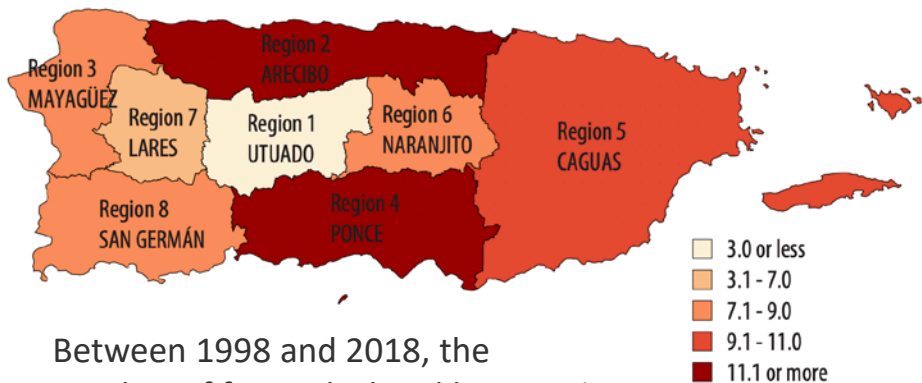 Region 2
ARECIBO
Region 3
MAYAGÜEZ
Region 7
LARES
Region 1
UTUADO
Region 6
NARANJITO
Region 5
CAGUAS
Region 8
SAN GERMÁN
Region 4
PONCE
3.0 or less
3.1 - 7.0
7.1 - 9.0
9.1 - 11.0
11.1 or more
Between 1998 and 2018, the